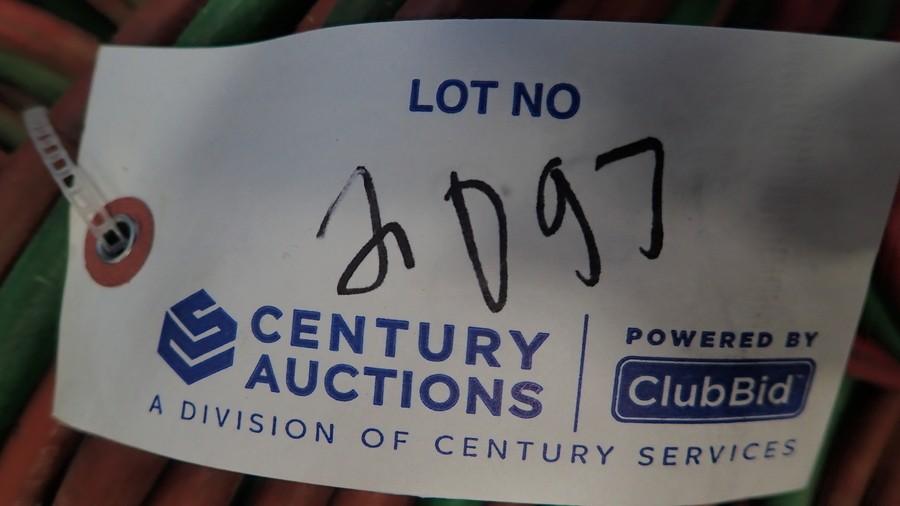 LOT NO
2097
CENTURY
AUCTIONS
A DIVISION OF CENTURY SERVICES
POWERED BY
ClubBid